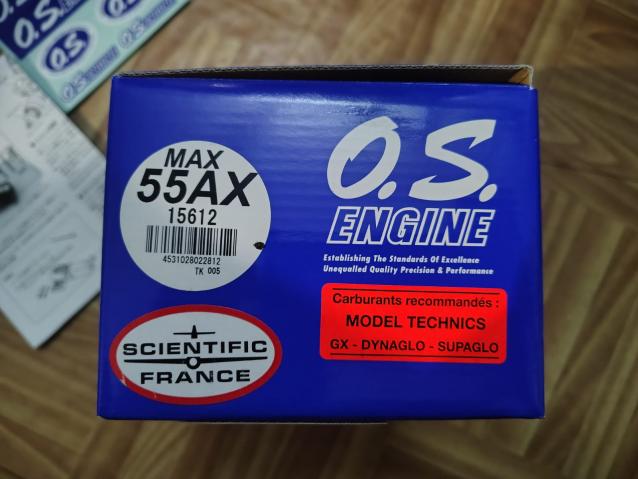 O.S.
O.S.
MAX
55AX
15612
4531028022812
TK 005
O.S.
ENGINE
Establishing The Standards Of Excellence
Unequalled Quality Precision & Performance
Carburants recommandés :
MODEL TECHNICS
GX - DYNAGLO - SUPAGLO
SCIENTIFIC
FRANCE